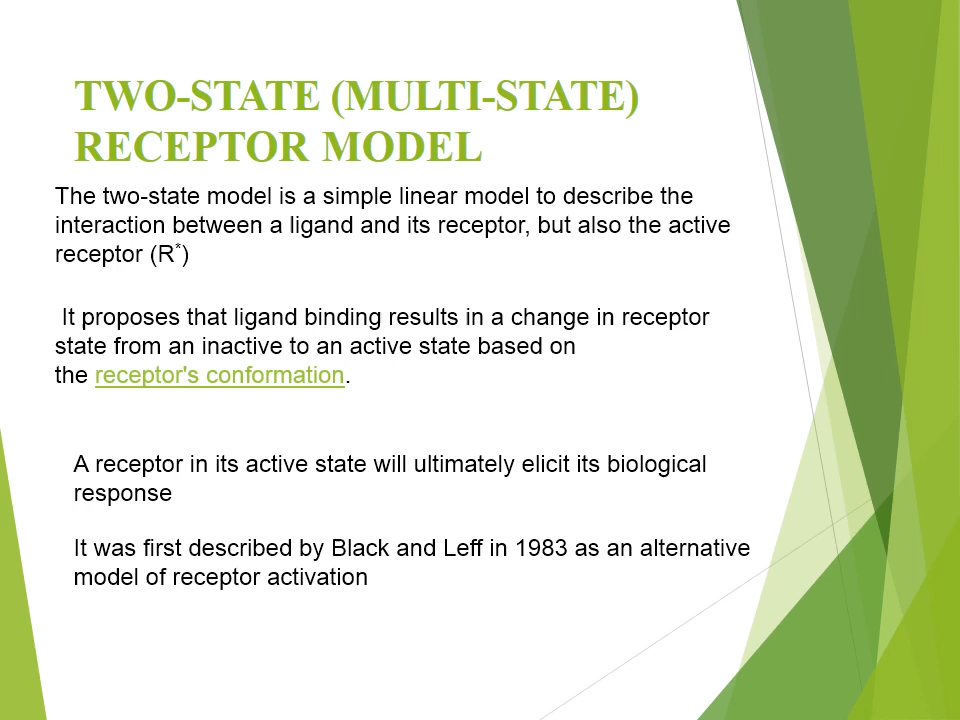 TWO-STATE (MULTI-STATE)
RECEPTOR MODEL
The two-state model is a simple linear model to describe the
interaction between a ligand and its receptor, but also the active
receptor (R*)
It proposes that ligand binding results in a change in receptor
state from an inactive to an active state based on
the receptor's conformation.
A receptor in its active state will ultimately elicit its biological
response
It was first described by Black and Leff in 1983 as an alternative
model of receptor activation